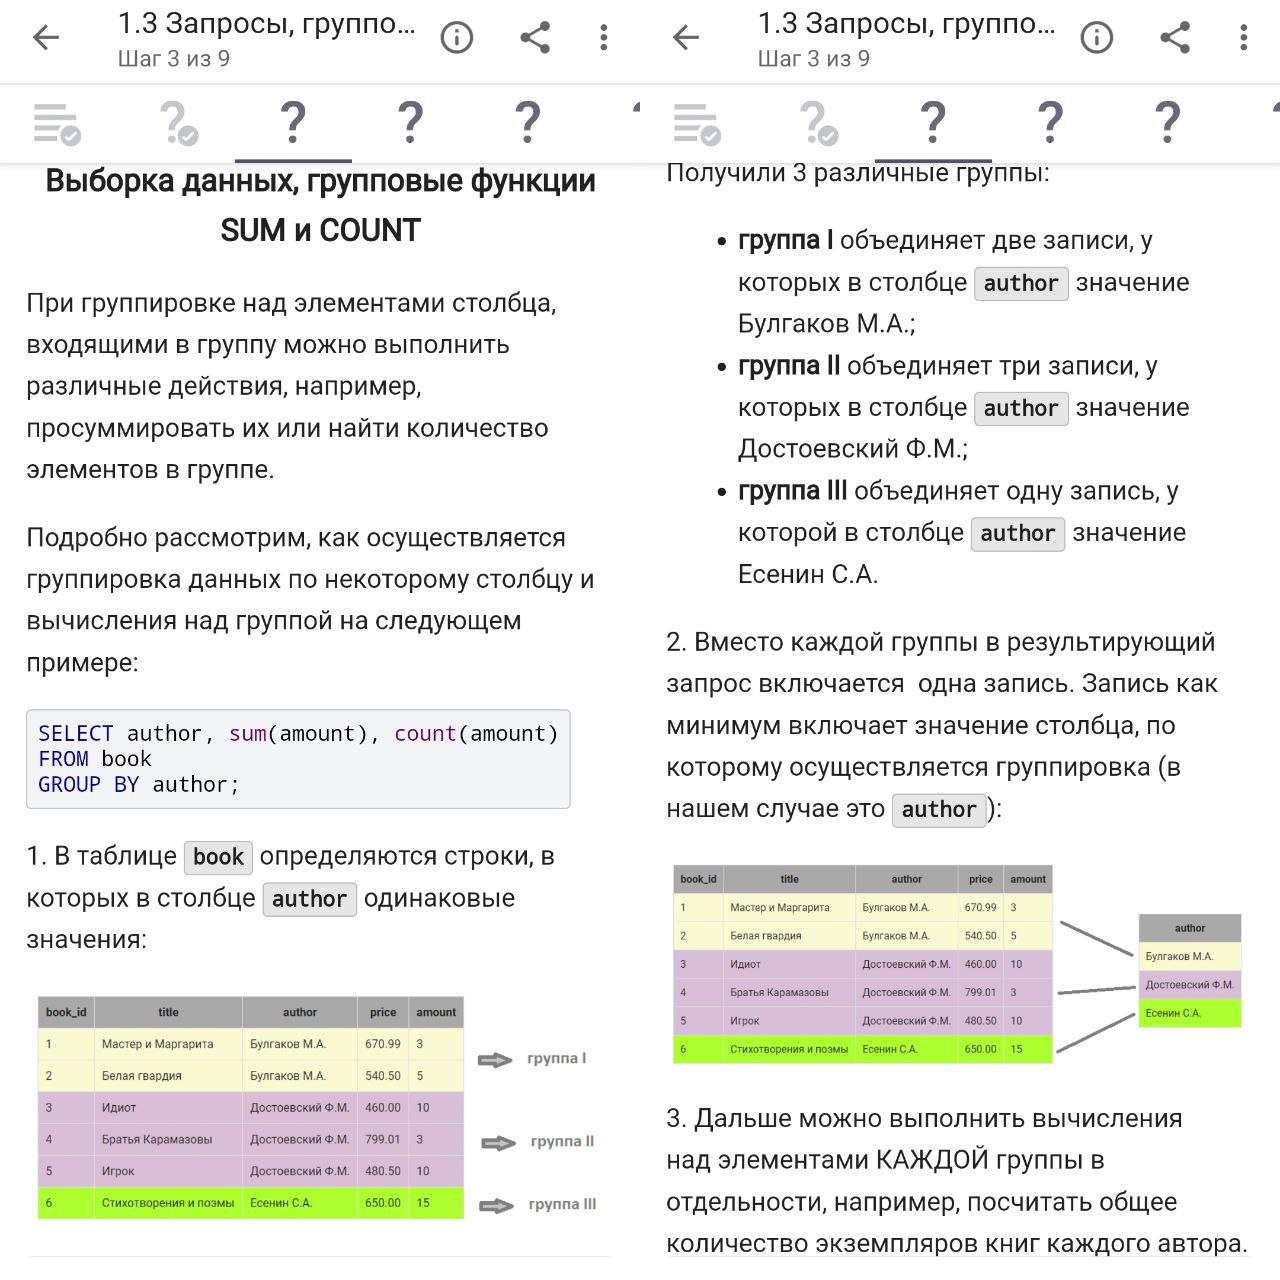 1.3 Запросы, группо...
Шаг 3 из 9
Выборка данных, групповые функции
SUM и COUNT
При группировке над элементами столбца,
входящими в группу можно выполнить
различные действия, например,
просуммировать их или найти количество
элементов в группе.
Подробно рассмотрим, как осуществляется
группировка данных по некоторому столбцу и
вычисления над группой на следующем
примере:
SELECT author, sum(amount), count(amount)
FROM book
GROUP BY author;
1. В таблице book определяются строки, в
которых в столбце author одинаковые
значения:
book_id title author price amount
1 Мастер и Маргарита Булгаков М.А. 670.99 3
2 Белая гвардия Булгаков М.А. 540.50 5
3 Идиот Достоевский Ф.М. 460.00 10
4 Братья Карамазовы Достоевский Ф.М. 799.01 3
5 Игрок Достоевский Ф.М. 480.50 10
6 Стихотворения и поэмы Есенин С.А. 650.00 15
группа I
группа II
группа III
1.3 Запросы, группо...
Шаг 3 из 9
Получили 3 различные группы:
• группа I объединяет две записи, у
которых в столбце author значение
Булгаков М.А.;
• группа II объединяет три записи, у
которых в столбце author значение
Достоевский Ф.М.;
• группа III объединяет одну запись, у
которой в столбце author значение
Есенин С.А.
2. Вместо каждой группы в результирующий
запрос включается одна запись. Запись как
минимум включает значение столбца, по
которому осуществляется группировка (в
нашем случае это author):
book_id title author price amount
1 Мастер и Маргарита Булгаков М.А. 670.99 3
2 Белая гвардия Булгаков М.А. 540.50 5
3 Идиот Достоевский Ф.М. 460.00 10
4 Братья Карамазовы Достоевский Ф.М. 799.01 3
5 Игрок Достоевский Ф.М. 480.50 10
6 Стихотворения и поэмы Есенин С.А. 650.00 15
author
Булгаков М.А.
Достоевский Ф.М.
Есенин С.А.
3. Дальше можно выполнить вычисления
над элементами КАЖДОЙ группы в
отдельности, например, посчитать общее
количество экземпляров книг каждого автора.